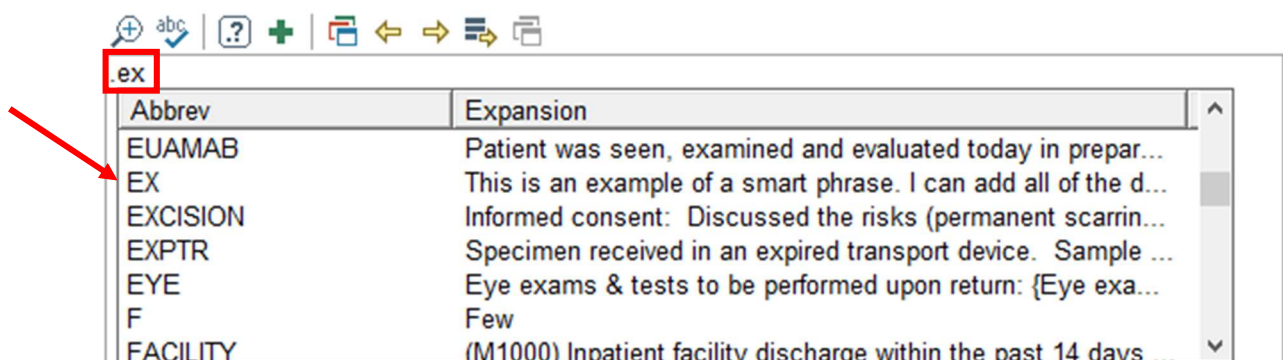 abc
.?
.ex
Abbrev Expansion
EUAMAB Patient was seen, examined and evaluated today in prepar...
EX This is an example of a smart phrase. I can add all of the d...
EXCISION Informed consent: Discussed the risks (permanent scarrin...
EXPTR Specimen received in an expired transport device. Sample ...
EYE Eye exams & tests to be performed upon return: {Eye exa...
F Few
FACILITY (M1000) Inpatient facility discharge within the past 14 days ...